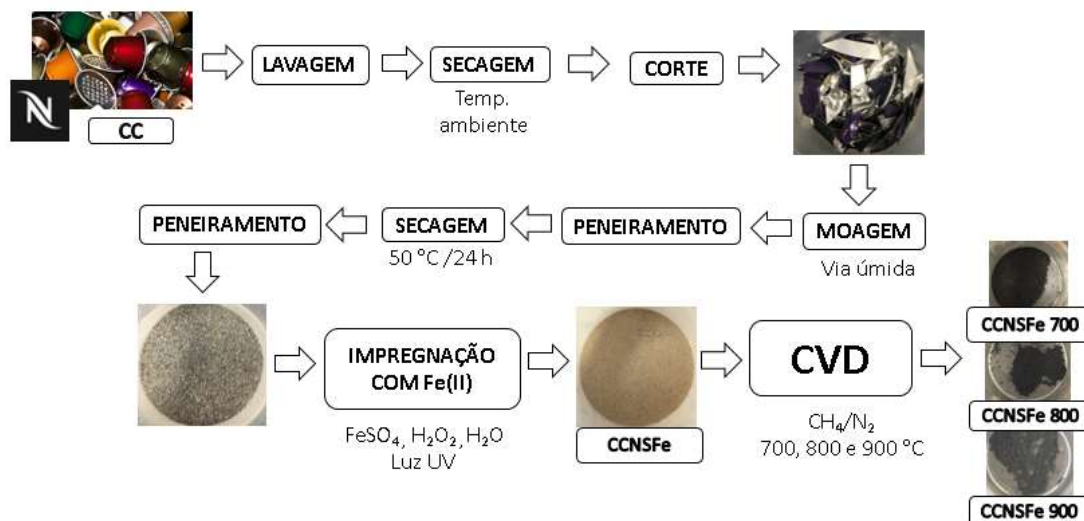 LAVAGEM
SECAGEM
Temp.
ambiente
CORTE
N
CC
PENEIRAMENTO
SECAGEM
50 °C /24 h
PENEIRAMENTO
MOAGEM
Via úmida
IMPREGNAÇÃO
COM Fe(II)
FeSO₄, H₂O₂, H₂O
Luz UV
CCNSFe
CVD
CH₄/N₂
700, 800 e 900 °C
CCNSFe 700
CCNSFe 800
CCNSFe 900